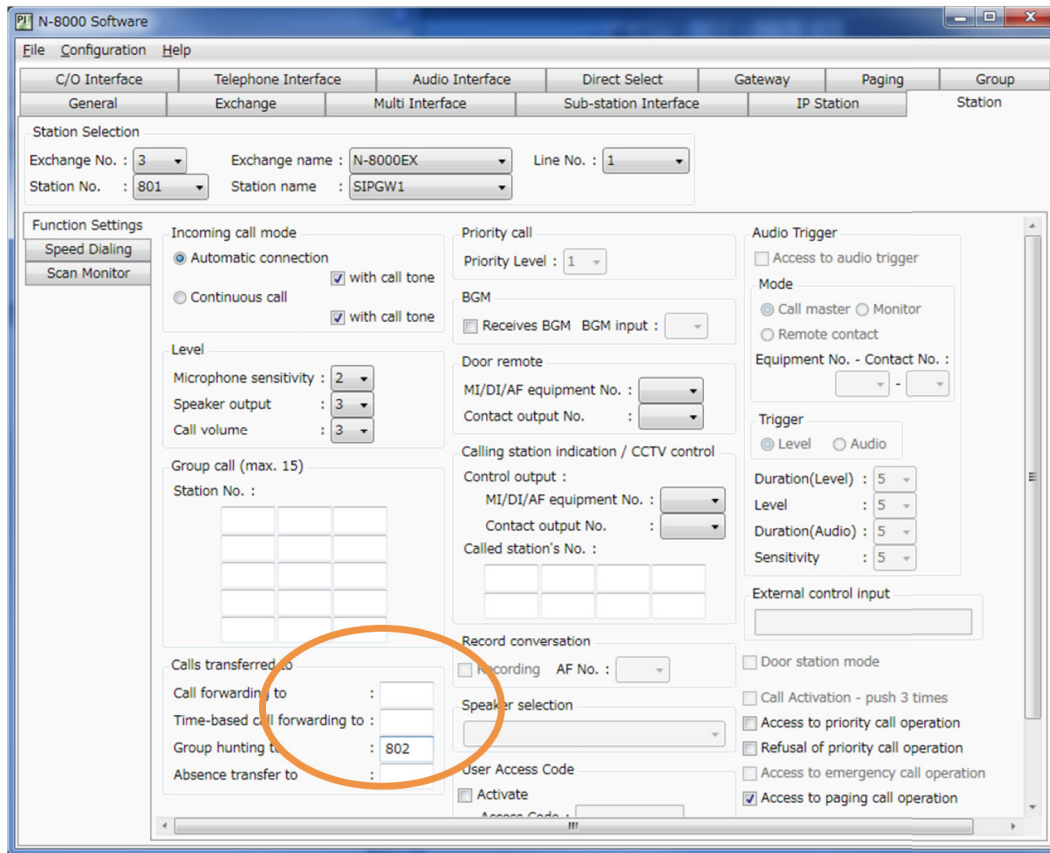 N-8000 Software
File Configuration Help
C/O Interface Telephone Interface Audio Interface Direct Select Gateway Paging Group
General Exchange Multi Interface Sub-station Interface IP Station Station
Station Selection
Exchange No. : 3 Exchange name : N-8000EX Line No. : 1
Station No. : 801 Station name : SIPGW1
Function Settings
Speed Dialing
Scan Monitor
Incoming call mode
Automatic connection
with call tone
Continuous call
with call tone
Level
Microphone sensitivity : 2
Speaker output : 3
Call volume : 3
Group call (max. 15)
Station No. :
Calls transferred to
Call forwarding to :
Time-based call forwarding to :
Group hunting to : 802
Absence transfer to :
Priority call
Priority Level : 1
BGM
Receives BGM BGM input :
Door remote
MI/DI/AF equipment No. :
Contact output No. :
Calling station indication / CCTV control
Control output :
MI/DI/AF equipment No. :
Contact output No. :
Called station's No. :
Record conversation
Recording AF No. :
Speaker selection
User Access Code
Activate
Access Code :
Audio Trigger
Access to audio trigger
Mode
Call master Monitor
Remote contact
Equipment No. - Contact No. :
-
Trigger
Level Audio
Duration(Level) : 5
Level : 5
Duration(Audio) : 5
Sensitivity : 5
External control input
Door station mode
Call Activation - push 3 times
Access to priority call operation
Refusal of priority call operation
Access to emergency call operation
Access to paging call operation